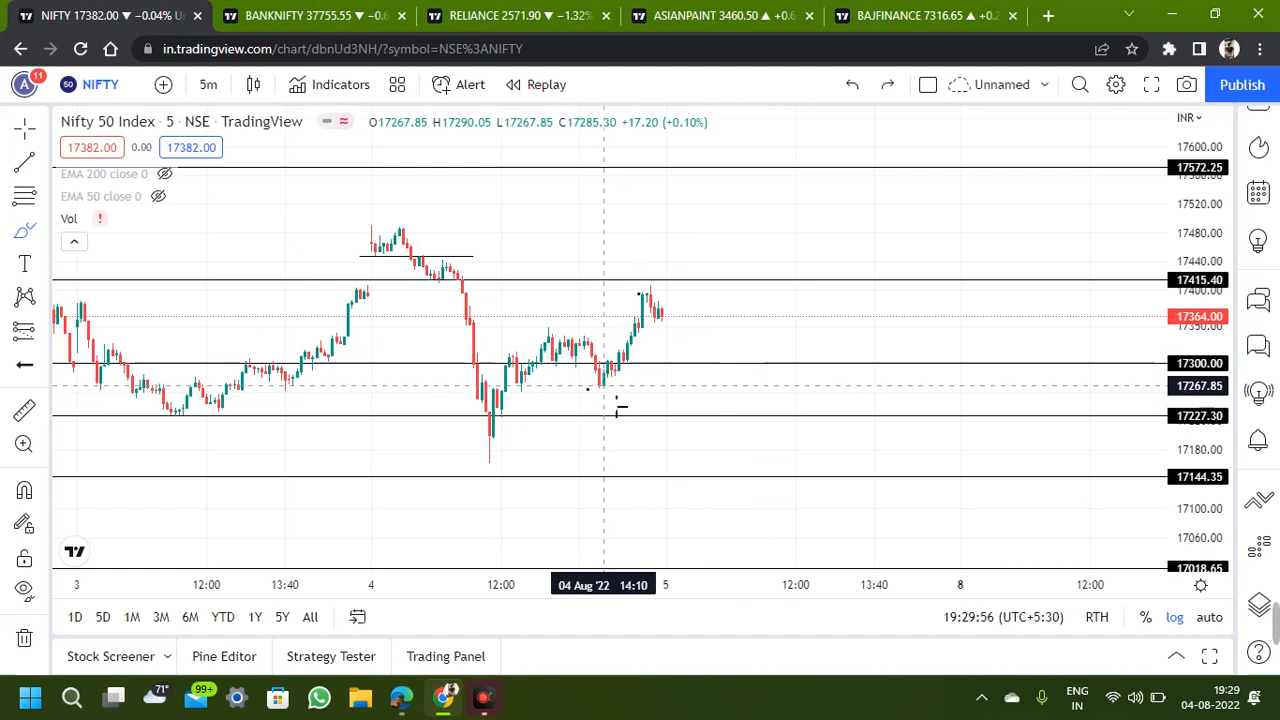 NIFTY 17382.00 ▼ −0.04% U
BANKNIFTY 37755.55 ▼ −0.6
RELIANCE 2571.90 ▼ −1.32%
ASIANPAINT 3460.50 ▲ +0.6
BAJFINANCE 7316.65 ▲ +0.2
in.tradingview.com/chart/dbnUd3NH/?symbol=NSE%3ANIFTY
A 11 50 NIFTY 5m Indicators Alert Replay Unnamed Publish
Nifty 50 Index · 5 · NSE · TradingView O17267.85 H17290.05 L17267.85 C17285.30 +17.20 (+0.10%) INR
17382.00 0.00 17382.00
EMA 200 close 0
EMA 50 close 0
Vol !
17600.00
17572.25
17520.00
17480.00
17440.00
17415.40
17400.00
17364.00
17350.00
17300.00
17267.85
17227.30
17180.00
17144.35
17100.00
17060.00
17018.65
3 12:00 13:40 4 12:00 04 Aug '22 14:10 5 12:00 13:40 8 12:00
1D 5D 1M 3M 6M YTD 1Y 5Y All 19:29:56 (UTC+5:30) RTH % log auto
Stock Screener Pine Editor Strategy Tester Trading Panel
71° 99+ ENG 19:29
IN 04-08-2022